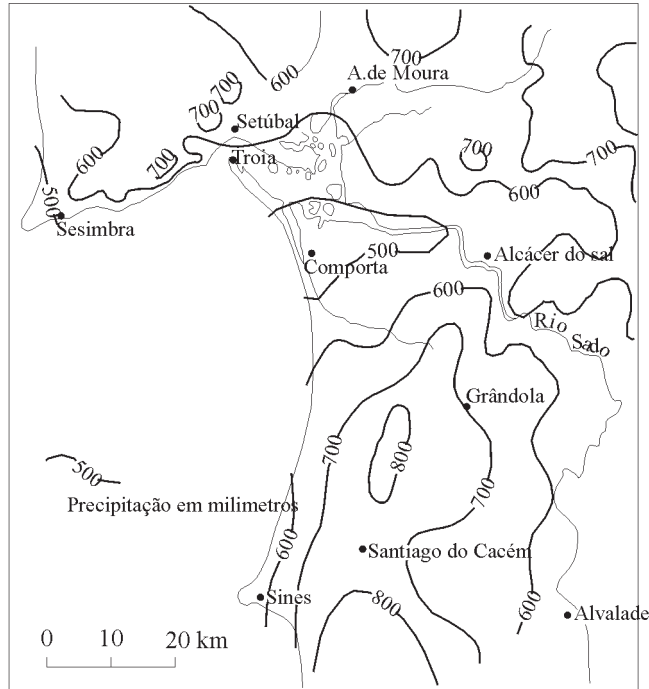 700
600
A.de Moura
700
700
Setúbal
600
700
700
700
Troia
600
500
Sesimbra
500
Alcácer do sal
Comporta
600
Rio Sado
Grândola
700
800
500
700
Precipitação em milimetros
600
Santiago do Cacém
Sines
800
600
Alvalade
0 10 20 km